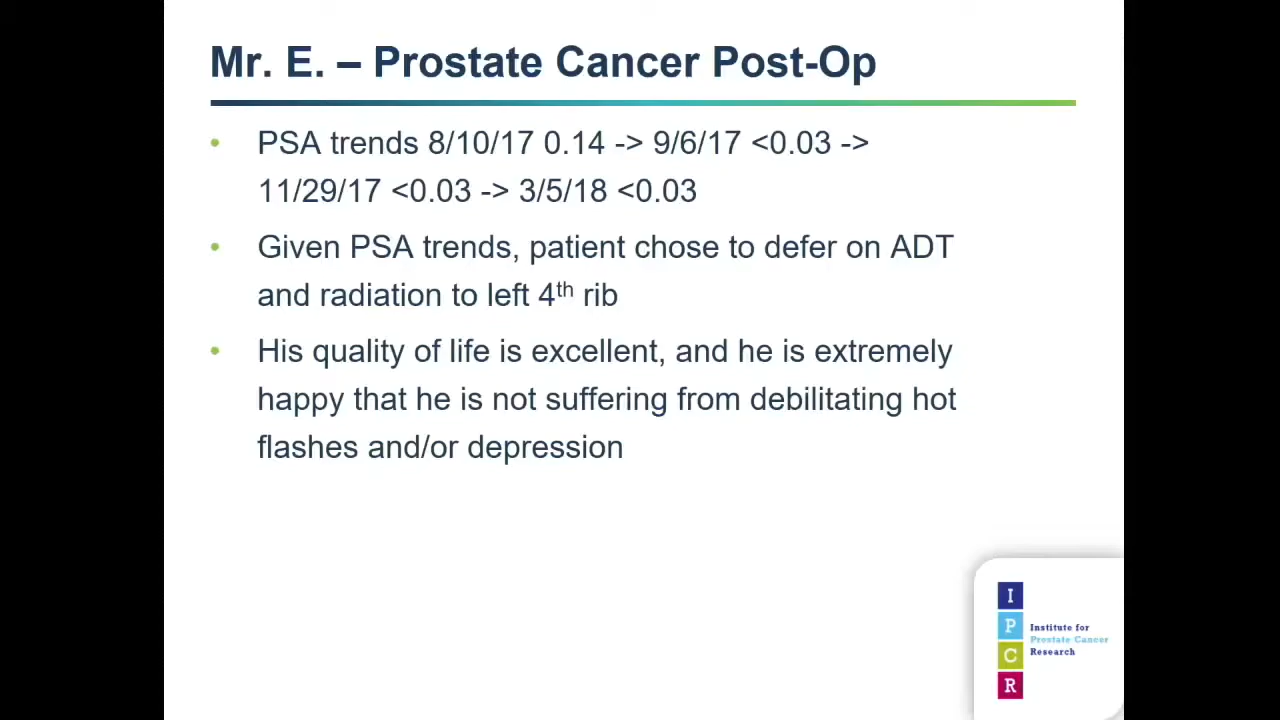 Mr. E. – Prostate Cancer Post-Op
• PSA trends 8/10/17 0.14 -> 9/6/17 <0.03 ->
11/29/17 <0.03 -> 3/5/18 <0.03
• Given PSA trends, patient chose to defer on ADT
and radiation to left 4th rib
• His quality of life is excellent, and he is extremely
happy that he is not suffering from debilitating hot
flashes and/or depression
I
P
C
R
Institute for
Prostate Cancer
Research